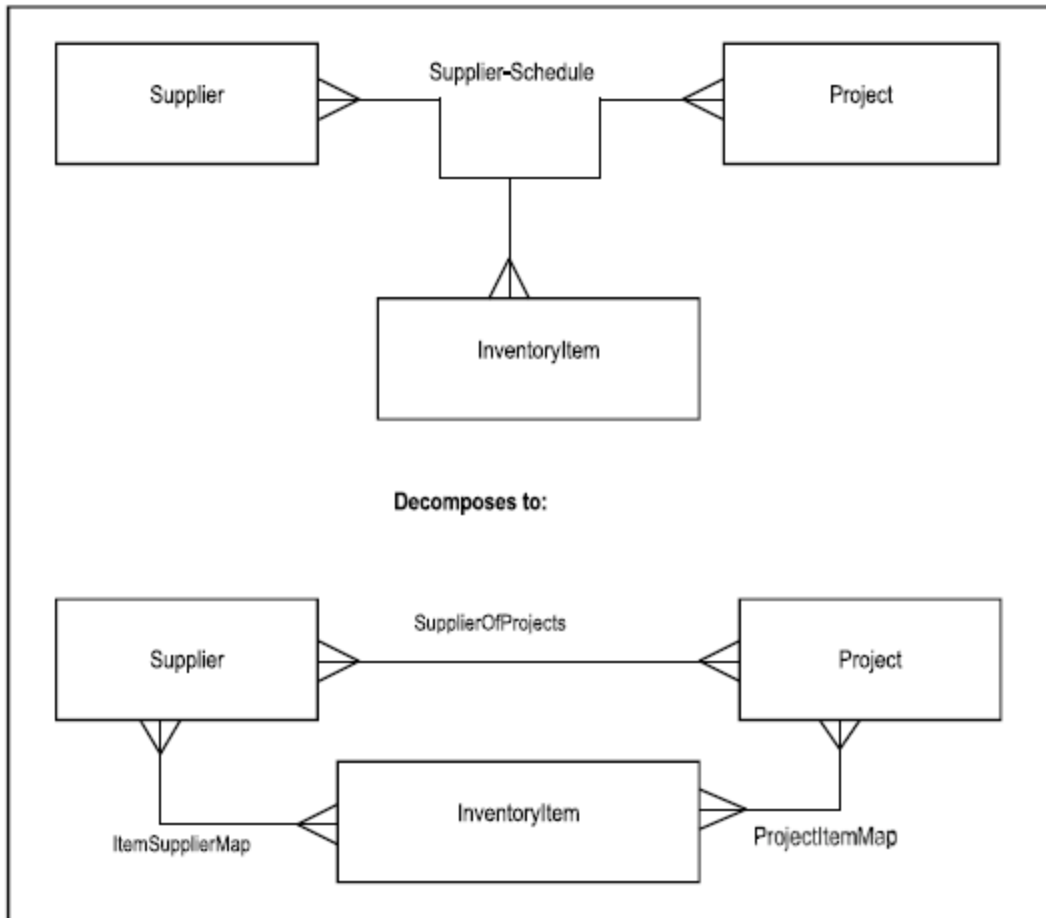 Supplier-Schedule
Supplier
Project
InventoryItem
Decomposes to:
SupplierOfProjects
Supplier
Project
InventoryItem
ItemSupplierMap
ProjectItemMap